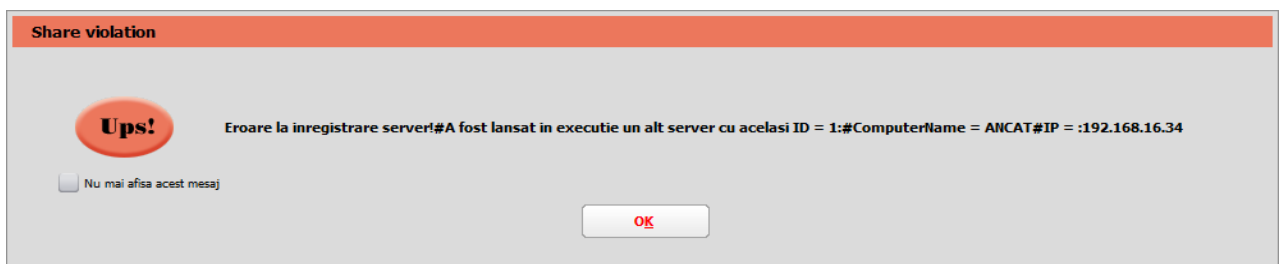 Share violation
Ups!
Eroare la inregistrare server!#A fost lansat in executie un alt server cu acelasi ID = 1:#ComputerName = ANCAT#IP = :192.168.16.34
Nu mai afisa acest mesaj
OK